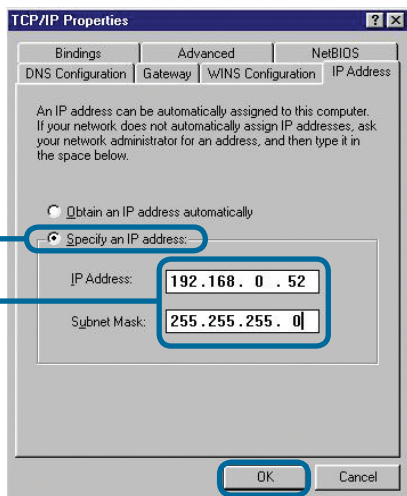 TCP/IP Properties
Bindings Advanced NetBIOS
DNS Configuration Gateway WINS Configuration IP Address
An IP address can be automatically assigned to this computer.
If your network does not automatically assign IP addresses, ask
your network administrator for an address, and then type it in
the space below.
Obtain an IP address automatically
Specify an IP address:
IP Address: 192.168. 0 .52
Subnet Mask: 255.255.255. 0
OK Cancel